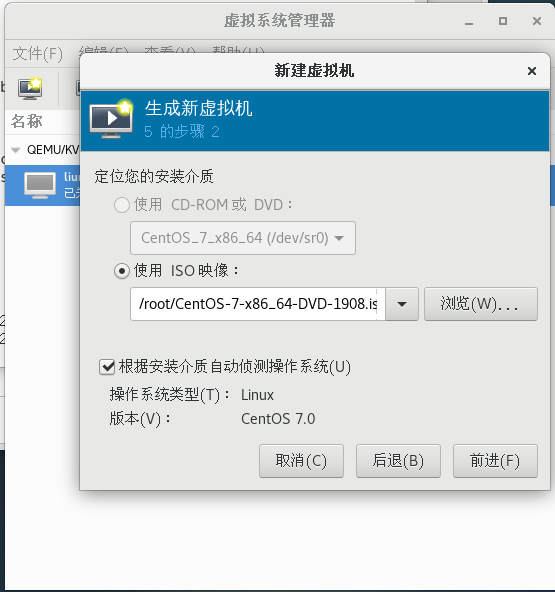 虚拟系统管理器
文件(F) 编辑(E) 查看(V) 帮助(H)
新建虚拟机
生成新虚拟机
5 的步骤 2
名称
QEMU/KV
定位您的安装介质
使用 CD-ROM 或 DVD：
CentOS_7_x86_64 (/dev/sr0)
使用 ISO 映像：
/root/CentOS-7-x86_64-DVD-1908.is
浏览(W)...
根据安装介质自动侦测操作系统(U)
操作系统类型(T)： Linux
版本(V)： CentOS 7.0
取消(C) 后退(B) 前进(F)